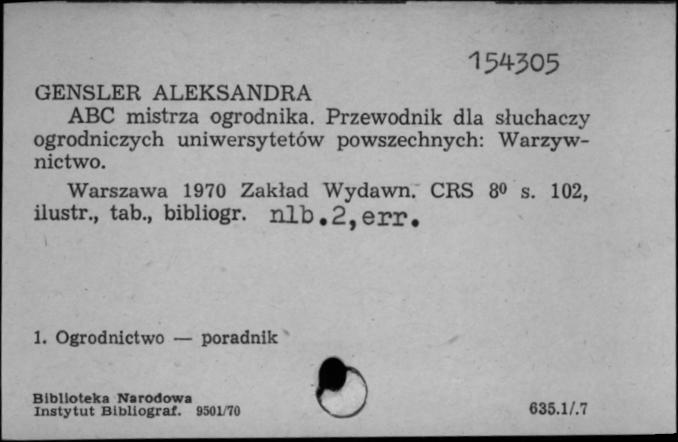 154305
GENSLER ALEKSANDRA
ABC mistrza ogrodnika. Przewodnik dla słuchaczy
ogrodniczych uniwersytetów powszechnych: Warzyw-
nictwo.
Warszawa 1970 Zakład Wydawn. CRS 8⁰ s. 102,
ilustr., tab., bibliogr. nlb.2,err.
1. Ogrodnictwo — poradnik
Biblioteka Narodowa
Instytut Bibliograf. 9501/70
635.1/.7